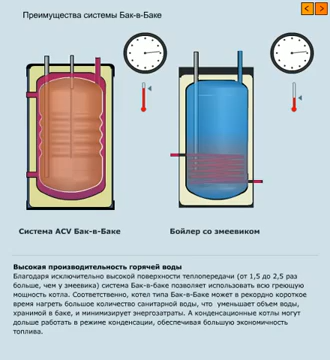 Преимущества системы Бак-в-Баке
Система ACV Бак-в-Баке
Бойлер со змеевиком
Высокая производительность горячей воды
Благодаря исключительно высокой поверхности теплопередачи (от 1,5 до 2,5 раз
больше, чем у змеевика) система Бак-в-баке позволяет использовать всю греющую
мощность котла. Соответственно, котел типа Бак-в-Баке может в рекордно короткое
время нагреть большое количество санитарной воды, что уменьшает объем воды,
хранимой в баке, и минимизирует энергозатраты. А конденсационные котлы могут
дольше работать в режиме конденсации, обеспечивая большую экономичность
топлива.